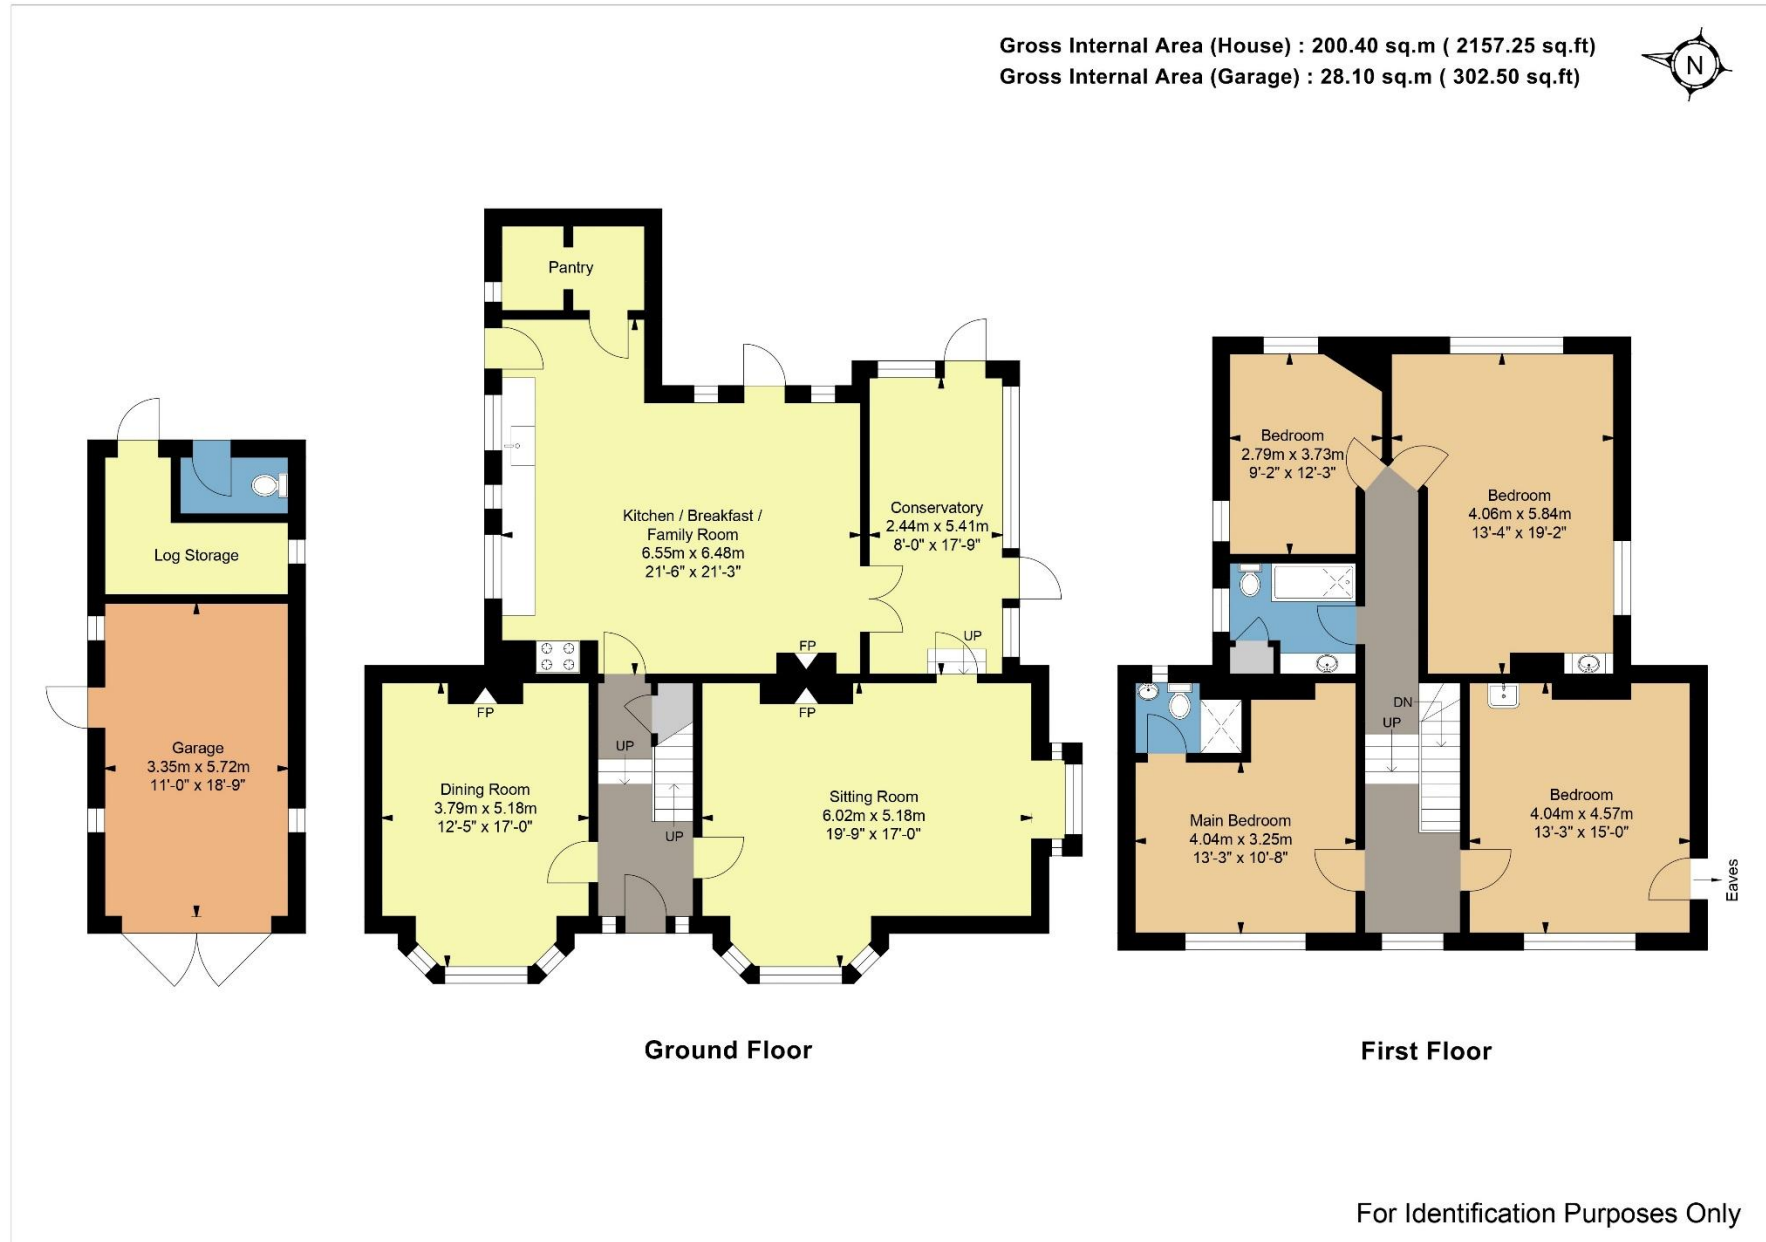 Gross Internal Area (House) : 200.40 sq.m ( 2157.25 sq.ft)
Gross Internal Area (Garage) : 28.10 sq.m ( 302.50 sq.ft)
N
Pantry
Kitchen / Breakfast /
Family Room
6.55m x 6.48m
21'-6" x 21'-3"
Conservatory
2.44m x 5.41m
8'-0" x 17'-9"
UP
FP
FP
FP
Log Storage
Garage
3.35m x 5.72m
11'-0" x 18'-9"
Dining Room
3.79m x 5.18m
12'-5" x 17'-0"
UP
UP
Sitting Room
6.02m x 5.18m
19'-9" x 17'-0"
Ground Floor
Bedroom
2.79m x 3.73m
9'-2" x 12'-3"
Bedroom
4.06m x 5.84m
13'-4" x 19'-2"
DN
UP
Main Bedroom
4.04m x 3.25m
13'-3" x 10'-8"
Bedroom
4.04m x 4.57m
13'-3" x 15'-0"
Eaves
First Floor
For Identification Purposes Only